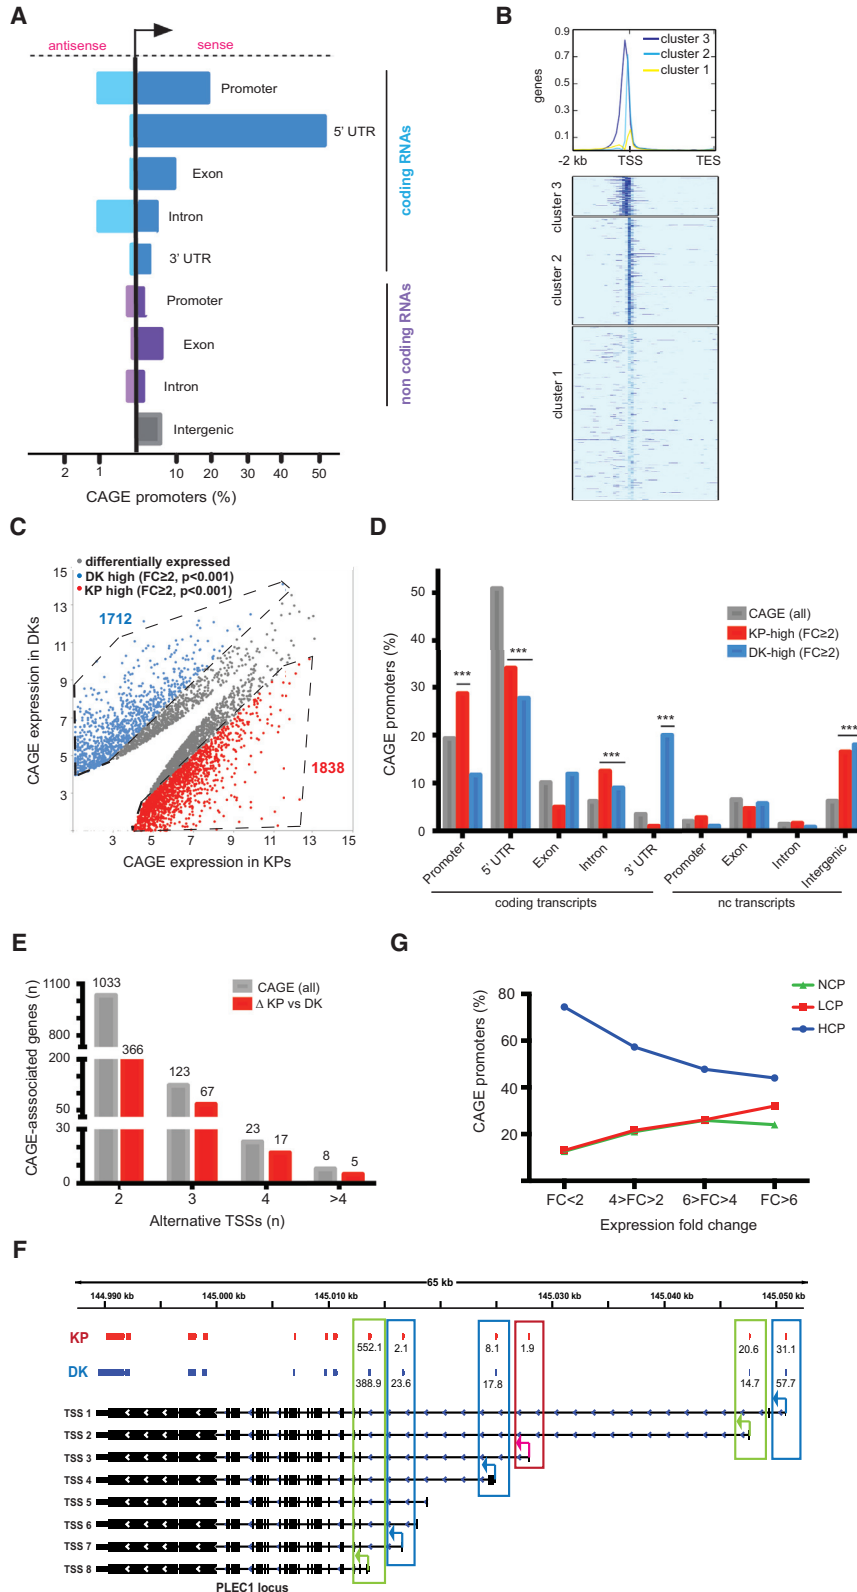 A
antisense
sense
Promoter
5' UTR
Exon
Intron
3' UTR
Promoter
Exon
Intron
Intergenic
coding RNAs
non coding RNAs
2 1 10 20 30 40 50
CAGE promoters (%)
B
0.9
0.7
0.5
0.3
0.1
genes
cluster 3
cluster 2
cluster 1
-2 kb TSS TES
cluster 3
cluster 2
cluster 1
C
differentially expressed
DK high (FC≥2, p<0.001)
KP high (FC≥2, p<0.001)
15
13
11
9
7
5
3
CAGE expression in DKs
1712
1838
3 5 7 9 11 13 15
CAGE expression in KPs
D
50
40
30
20
10
0
CAGE promoters (%)
CAGE (all)
KP-high (FC≥2)
DK-high (FC≥2)
***
***
***
***
***
Promoter
5' UTR
Exon
Intron
3' UTR
Promoter
Exon
Intron
Intergenic
coding transcripts
nc transcripts
E
1100
800
200
50
30
0
CAGE-asssociated genes (n)
CAGE (all)
Δ KP vs DK
1033
366
123
67
23
17
8
5
2 3 4 >4
Alternative TSSs (n)
G
80
60
40
20
CAGE promoters (%)
NCP
LCP
HCP
FC<2 4>FC>2 6>FC>4 FC>6
Expression fold change
F
65 kb
144.990 kb 145.000 kb 145.010 kb 145.030 kb 145.040 kb 145.050 kb
KP
552.1 2.1 8.1 1.9 20.6 31.1
DK
388.9 23.6 17.8 14.7 57.7
TSS 1
TSS 2
TSS 3
TSS 4
TSS 5
TSS 6
TSS 7
TSS 8
PLEC1 locus